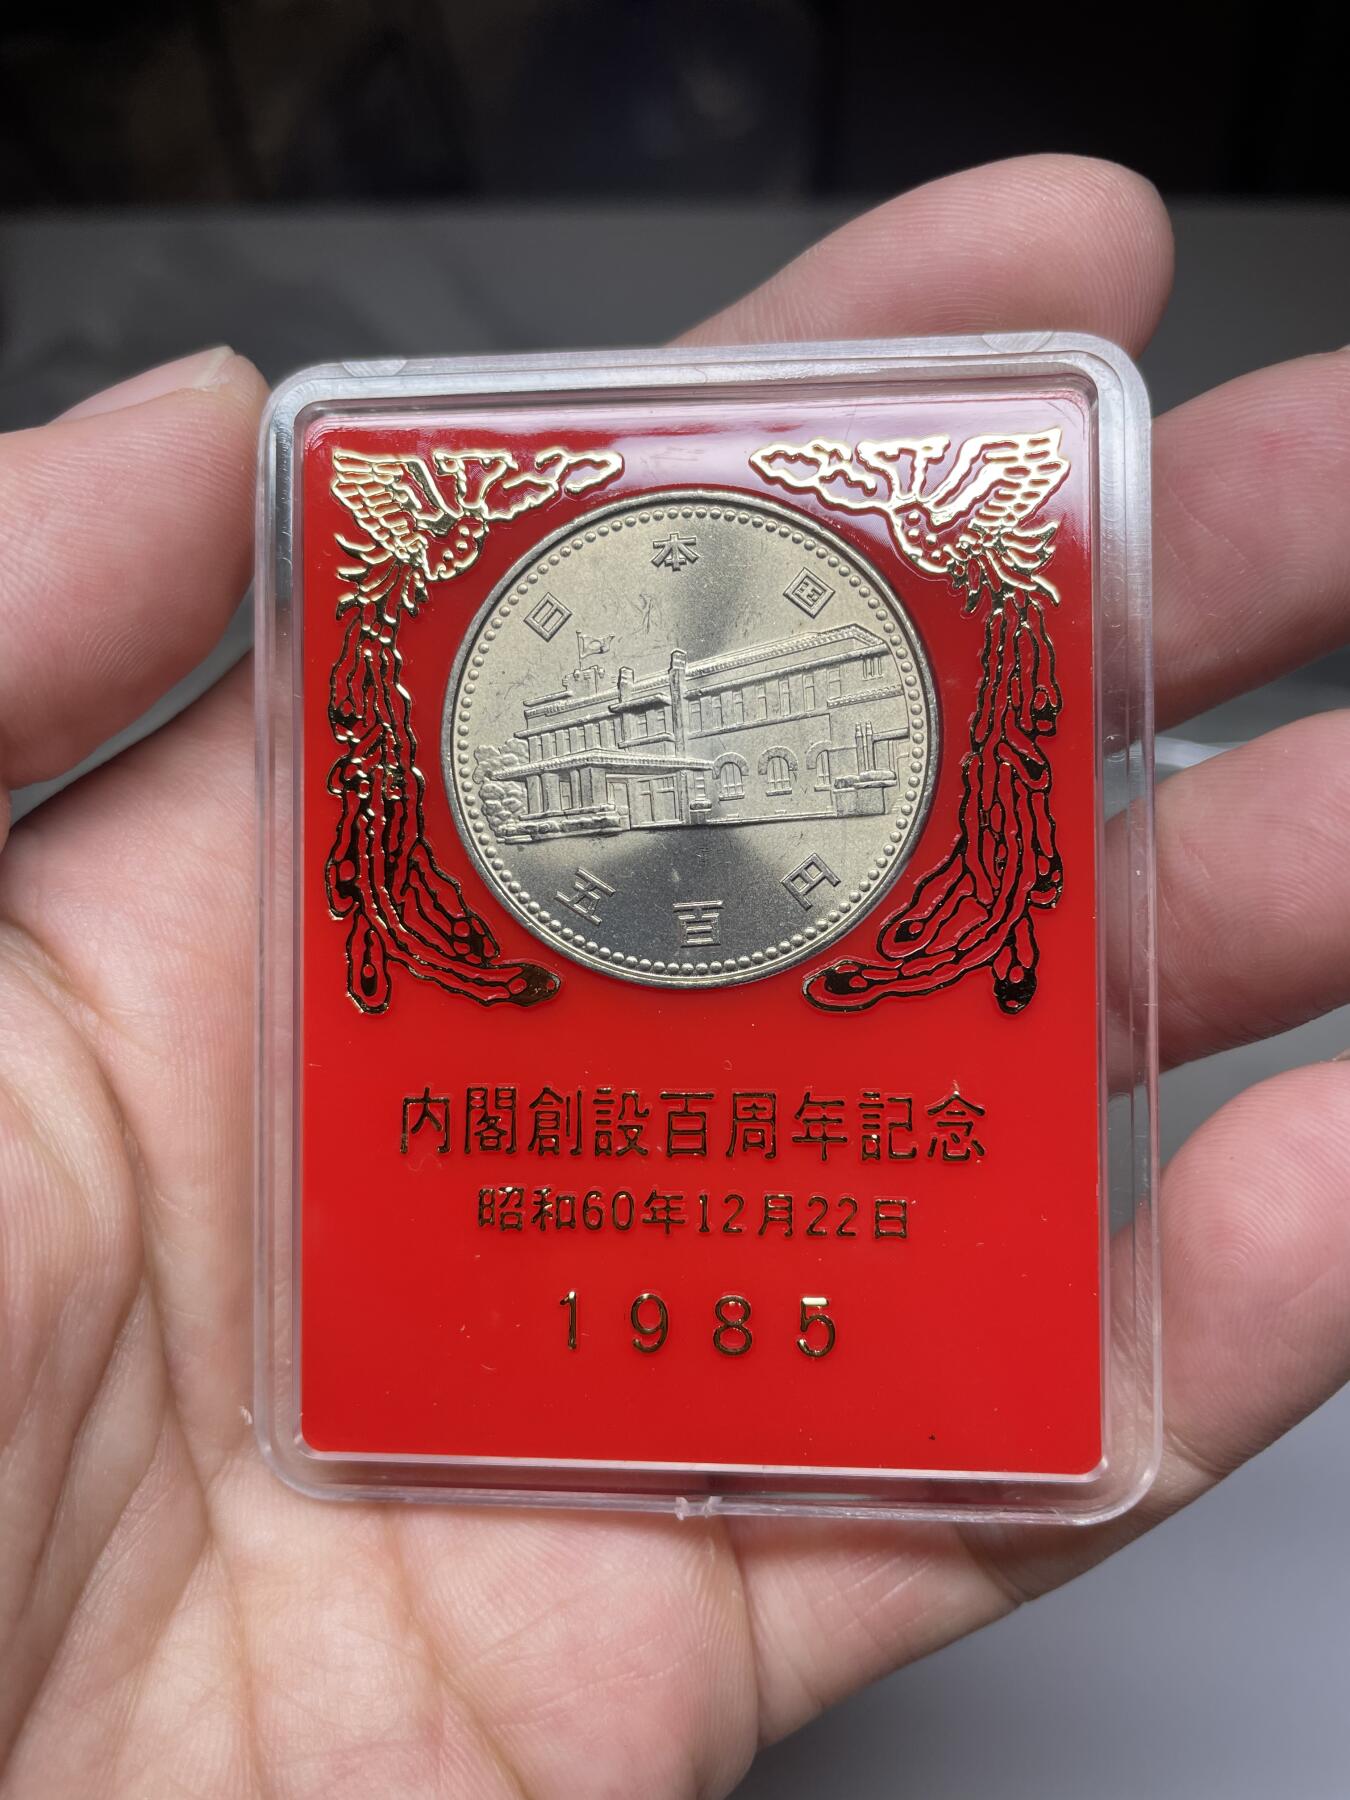 日本国
五百円
内閣創設百周年記念
昭和60年12月22日
1985